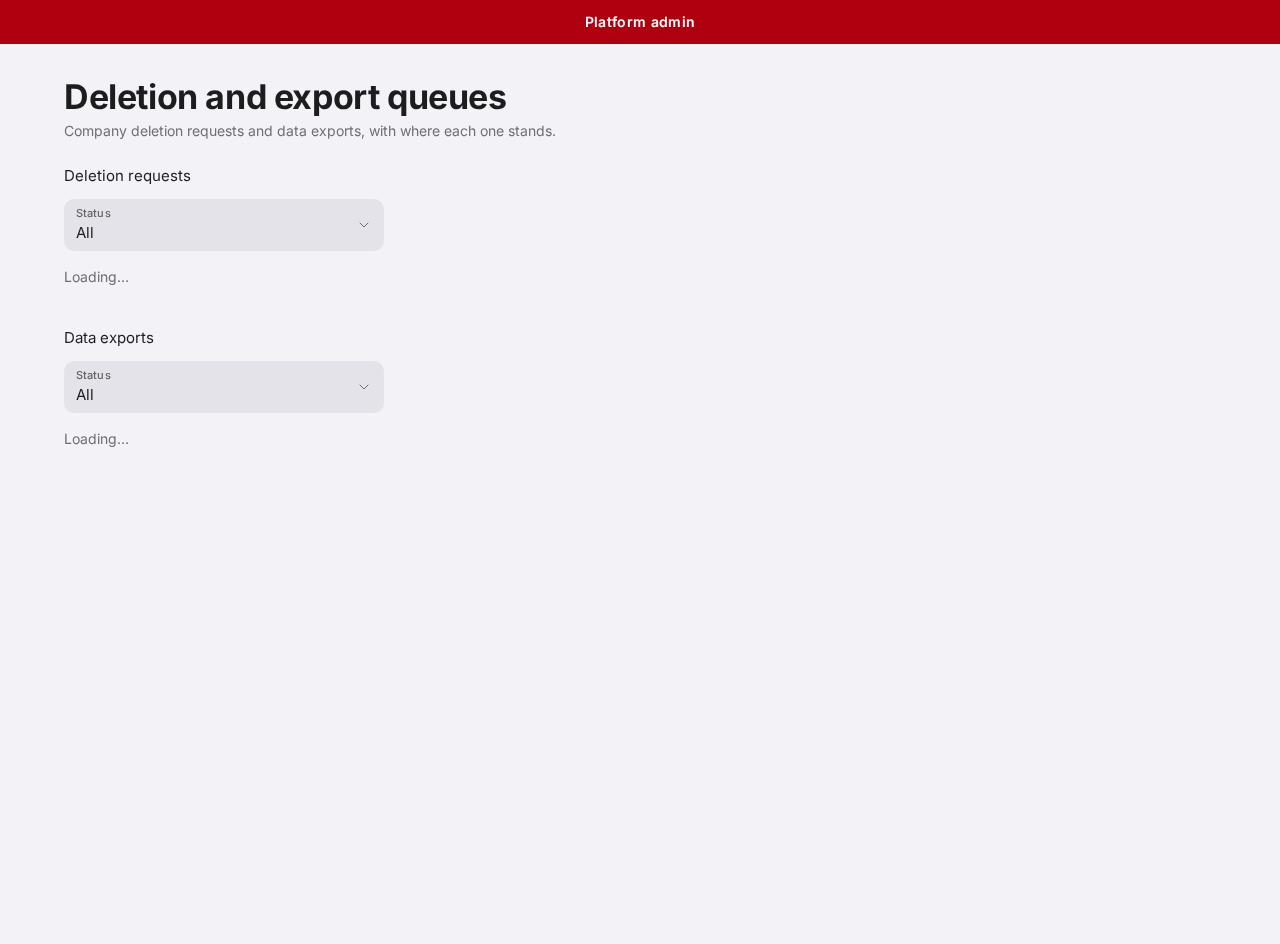 Platform admin
Deletion and export queues
Company deletion requests and data exports, with where each one stands.
Deletion requests
Status
All
Loading...
Data exports
Status
All
Loading...